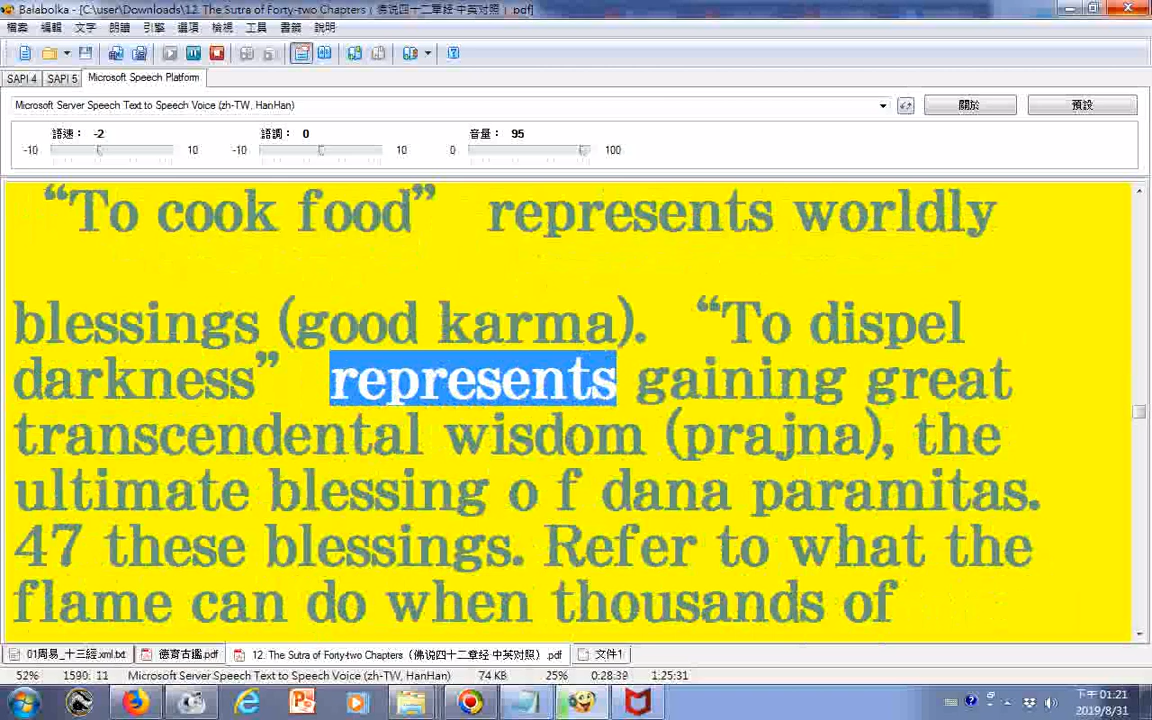 Balabolka - [C:\user\Downloads\12. The Sutra of Forty-two Chapters（佛说四十二章经·中英对照）.pdf]
檔案 編輯 文字 朗讀 引擎 選項 檢視 工具 書籤 說明
SAPI 4 SAPI 5 Microsoft Speech Platform
Microsoft Server Speech Text to Speech Voice (zh-TW, HanHan) 關於 預設
語速： -2 語調： 0 音量： 95
-10 10 -10 10 0 100
“To cook food” represents worldly
blessings (good karma). “To dispel
darkness” represents gaining great
transcendental wisdom (prajna), the
ultimate blessing o f dana paramitas.
47 these blessings. Refer to what the
flame can do when thousands of
01周易_十三經.xml.txt 德育古鑑.pdf 12. The Sutra of Forty-two Chapters（佛说四十二章经·中英对照）.pdf 文件1
52% 1590: 11 Microsoft Server Speech Text to Speech Voice (zh-TW, HanHan) 74 KB 25% 0:28:39 1:25:31
下午 01:21
2019/8/31